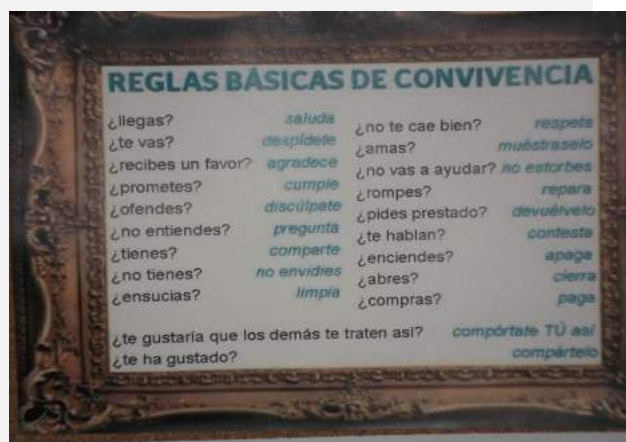 REGLAS BÁSICAS DE CONVIVENCIA
¿llegas? saluda
¿te vas? despídete
¿recibes un favor? agradece
¿prometes? cumple
¿ofendes? discúlpate
¿no entiendes? pregunta
¿tienes? comparte
¿no tienes? no envidies
¿ensucias? limpia
¿no te cae bien? respeta
¿amas? muéstraselo
¿no vas a ayudar? no estorbes
¿rompes? repara
¿pides prestado? devuélvelo
¿te hablan? contesta
¿enciendes? apaga
¿abres? cierra
¿compras? paga
¿te gustaría que los demás te traten asi? compórtate TÚ así
¿te ha gustado? compártelo